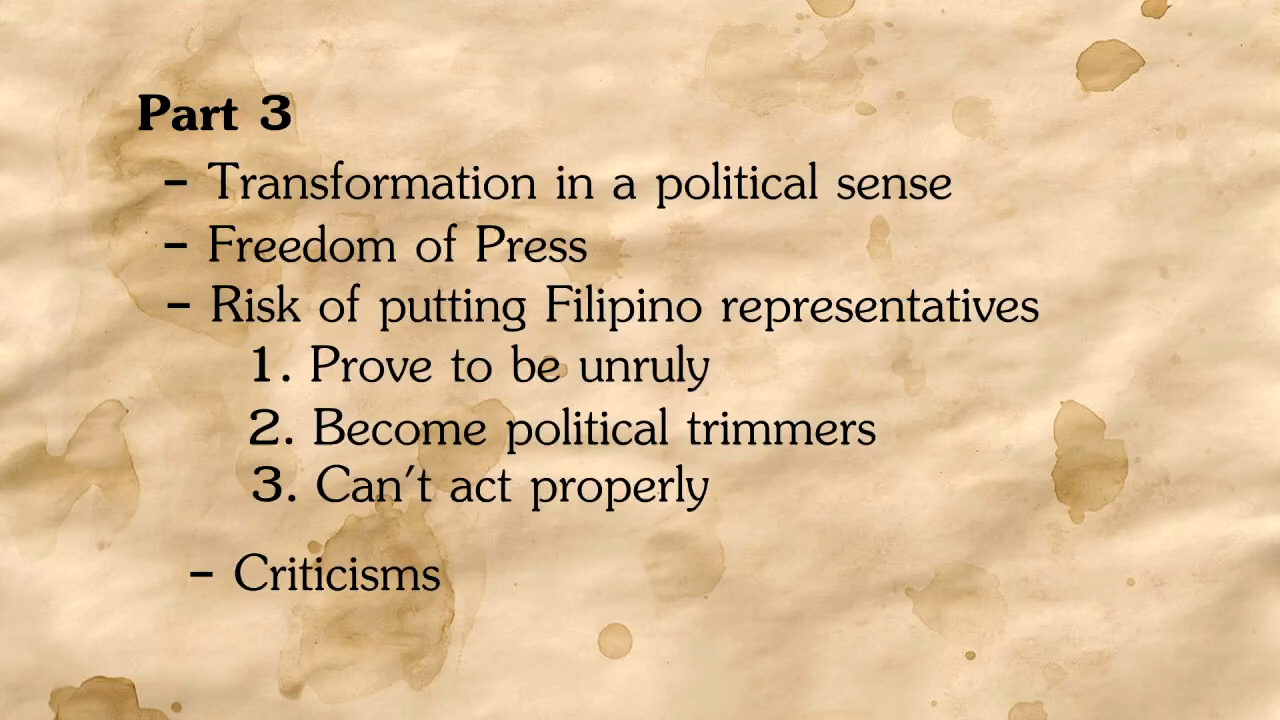 Part 3
– Transformation in a political sense
– Freedom of Press
– Risk of putting Filipino representatives
1. Prove to be unruly
2. Become political trimmers
3. Can't act properly
– Criticisms